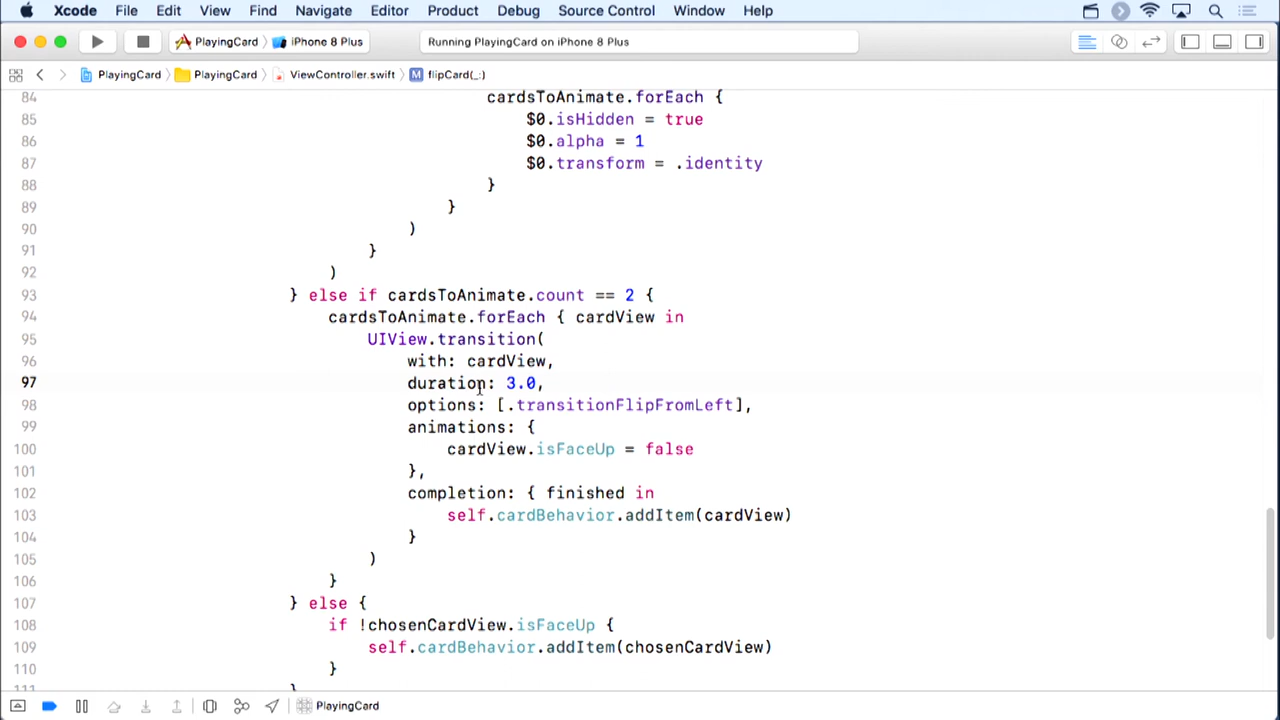 Xcode File Edit View Find Navigate Editor Product Debug Source Control Window Help
PlayingCard iPhone 8 Plus Running PlayingCard on iPhone 8 Plus
PlayingCard PlayingCard ViewController.swift M flipCard(_:)
84 cardsToAnimate.forEach {
85 $0.isHidden = true
86 $0.alpha = 1
87 $0.transform = .identity
88 }
89 }
90 )
91 }
92 )
93 } else if cardsToAnimate.count == 2 {
94 cardsToAnimate.forEach { cardView in
95 UIView.transition(
96 with: cardView,
97 duration: 3.0,
98 options: [.transitionFlipFromLeft],
99 animations: {
100 cardView.isFaceUp = false
101 },
102 completion: { finished in
103 self.cardBehavior.addItem(cardView)
104 }
105 )
106 }
107 } else {
108 if !chosenCardView.isFaceUp {
109 self.cardBehavior.addItem(chosenCardView)
110 }
111 }
PlayingCard